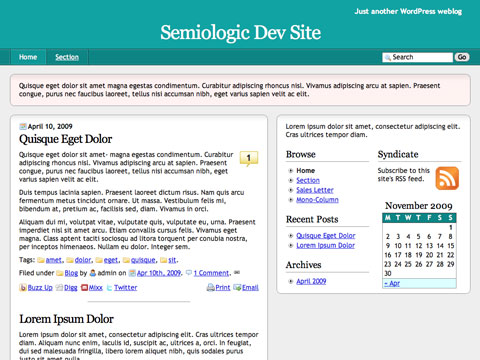 Just another WordPress weblog
Semiologic Dev Site
Home
Section
Search
Go
Quisque eget dolor sit amet magna egestas condimentum. Curabitur adipiscing rhoncus nisl. Vivamus adipiscing arcu at sapien. Praesent
congue, purus nec faucibus laoreet, tellus nisi accumsan nibh, eget varius sapien velit ac elit.
April 10, 2009
Quisque Eget Dolor
Quisque eget dolor sit amet- magna egestas condimentum. Curabitur
adipiscing rhoncus nisl. Vivamus adipiscing arcu at sapien. Praesent
congue, purus nec faucibus laoreet, tellus nisi accumsan nibh, eget
varius sapien velit ac elit.
1
Duis tempus lacinia sapien. Praesent laoreet dictum risus. Nam quis arcu
fermentum metus tincidunt ornare. Ut massa. Vestibulum felis mi,
bibendum at, pretium ac, facilisis sed, diam. Vivamus in orci.
Aliquam dui mi, volutpat vitae, vulputate quis, vulputate eu, urna. Praesent
imperdiet nisi sit amet arcu. Etiam convallis cursus felis. Vivamus eget
magna. Class aptent taciti sociosqu ad litora torquent per conubia nostra,
per inceptos himenaeos. Nullam eu dolor. Integer sem.
Tags: amet, dolor, eget, quisque, sit.
Filed under Blog by admin on Apr 10th, 2009. 1 Comment.
Buzz Up Digg Mixx Twitter Print Email
Lorem Ipsum Dolor
Lorem ipsum dolor sit amet, consectetur adipiscing elit. Cras ultrices
tempor diam. Aliquam nunc enim, iaculis id, suscipit ac, ultrices a, orci. In feugiat,
dui id malesuada fringilla, libero lorem aliquet nibh, quis sodales purus
justo sit amet nulla.
Lorem ipsum dolor sit amet, consectetur adipiscing elit.
Cras ultrices tempor diam.
Browse
Home
Section
Sales Letter
Mono-Column
Recent Posts
Quisque Eget Dolor
Lorem Ipsum Dolor
Archives
April 2009
Syndicate
Subscribe to this
site's RSS feed.
November 2009
M T W T F S S
1
2 3 4 5 6 7 8
9 10 11 12 13 14 15
16 17 18 19 20 21 22
23 24 25 26 27 28 29
30
« Apr